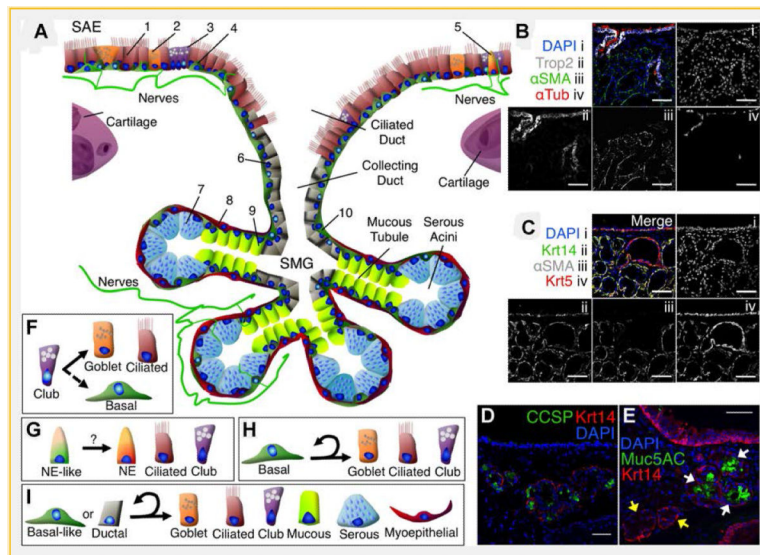 A
SAE
1
2
3
4
5
Nerves
Nerves
Cartilage
Ciliated
Duct
Collecting
Duct
Cartilage
6
7
8
9
10
Mucous
Tubule
Serous
Acini
SMG
Nerves
B
DAPI i
Trop2 ii
αSMA iii
αTub iv
i
ii
iii
iv
C
DAPI i
Krt14 ii
αSMA iii
Krt5 iv
Merge
i
ii
iii
iv
D
CCSP Krt14
DAPI
E
DAPI
Muc5AC
Krt14
F
Club
Goblet
Ciliated
Basal
G
NE-like
?
NE
Ciliated
Club
H
Basal
Goblet
Ciliated
Club
I
Basal-like
or
Ductal
Goblet
Ciliated
Club
Mucous
Serous
Myoepithelial